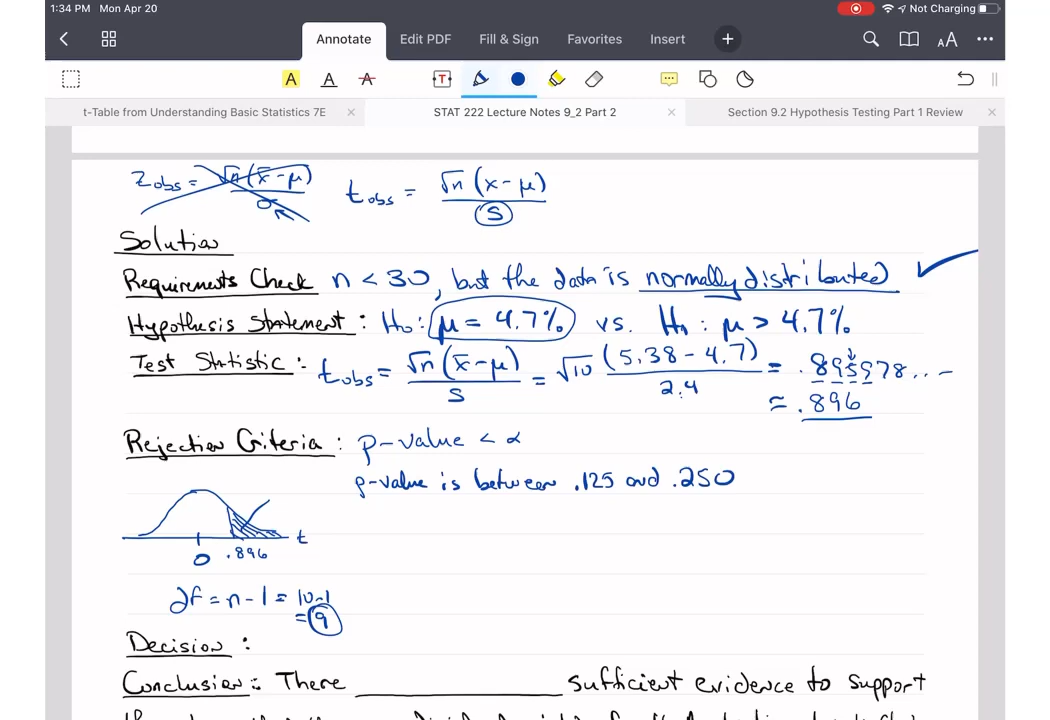 1:34 PM Mon Apr 20
Not Charging
Annotate Edit PDF Fill & Sign Favorites Insert
t-Table from Understanding Basic Statistics 7E
STAT 222 Lecture Notes 9_2 Part 2
Section 9.2 Hypothesis Testing Part 1 Review
Z obs = √n (x̄ - μ) / σ
t obs = √n (x - μ) / s
Solution
Requirements Check n < 30, but the data is normally distributed ✓
Hypothesis Statement : H₀: μ = 4.7% vs. H₁: μ > 4.7%
Test Statistic : t obs = √n (x̄ - μ) / s = √10 (5.38 - 4.7) / 2.4 = .895978...
≈ .896
Rejection Criteria : p-value < α
p-value is between .125 and .250
0 .896 t
df = n - 1 = 10-1
= 9
Decision :
Conclusion : There ____________ sufficient evidence to support